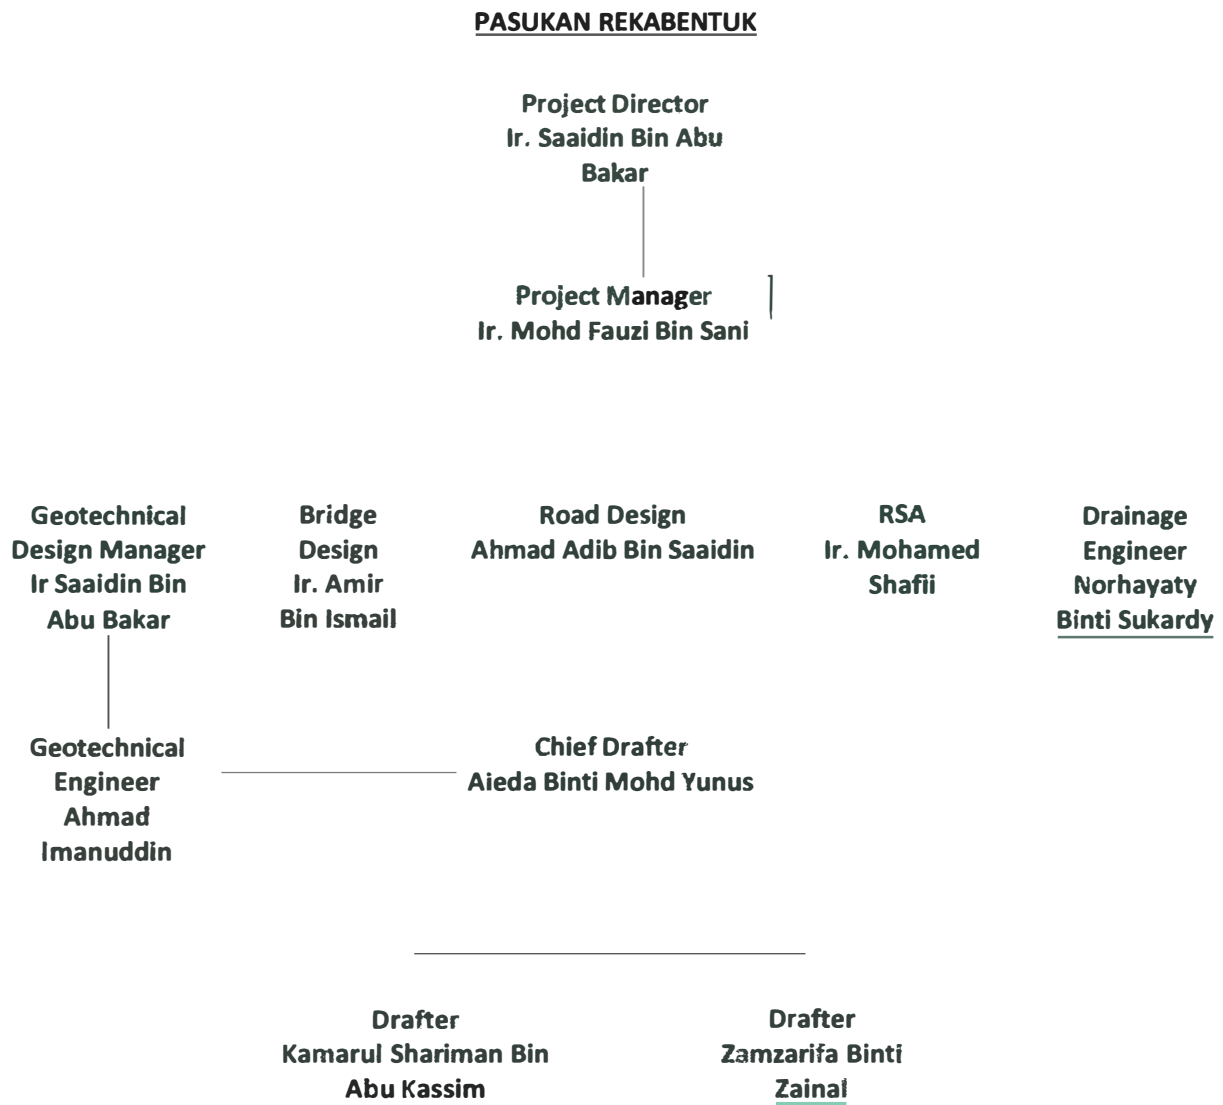 PASUKAN REKABENTUK
Project Director
Ir. Saaidin Bin Abu
Bakar
Project Manager
Ir. Mohd Fauzi Bin Sani
Geotechnical
Design Manager
Ir Saaidin Bin
Abu Bakar
Bridge
Design
Ir. Amir
Bin Ismail
Road Design
Ahmad Adib Bin Saaidin
RSA
Ir. Mohamed
Shafii
Drainage
Engineer
Norhayaty
Binti Sukardy
Geotechnical
Engineer
Ahmad
Imanuddin
Chief Drafter
Aieda Binti Mohd Yunus
Drafter
Kamarul Shariman Bin
Abu Kassim
Drafter
Zamzarifa Binti
Zainal